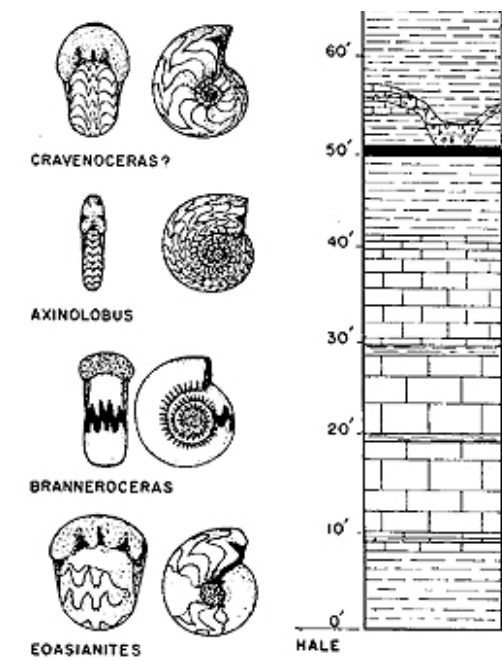 CRAVENOCERAS?
AXINOLOBUS
BRANNEROCERAS
EOASIANITES
60'
50'
40'
30'
20'
10'
0'
HALE